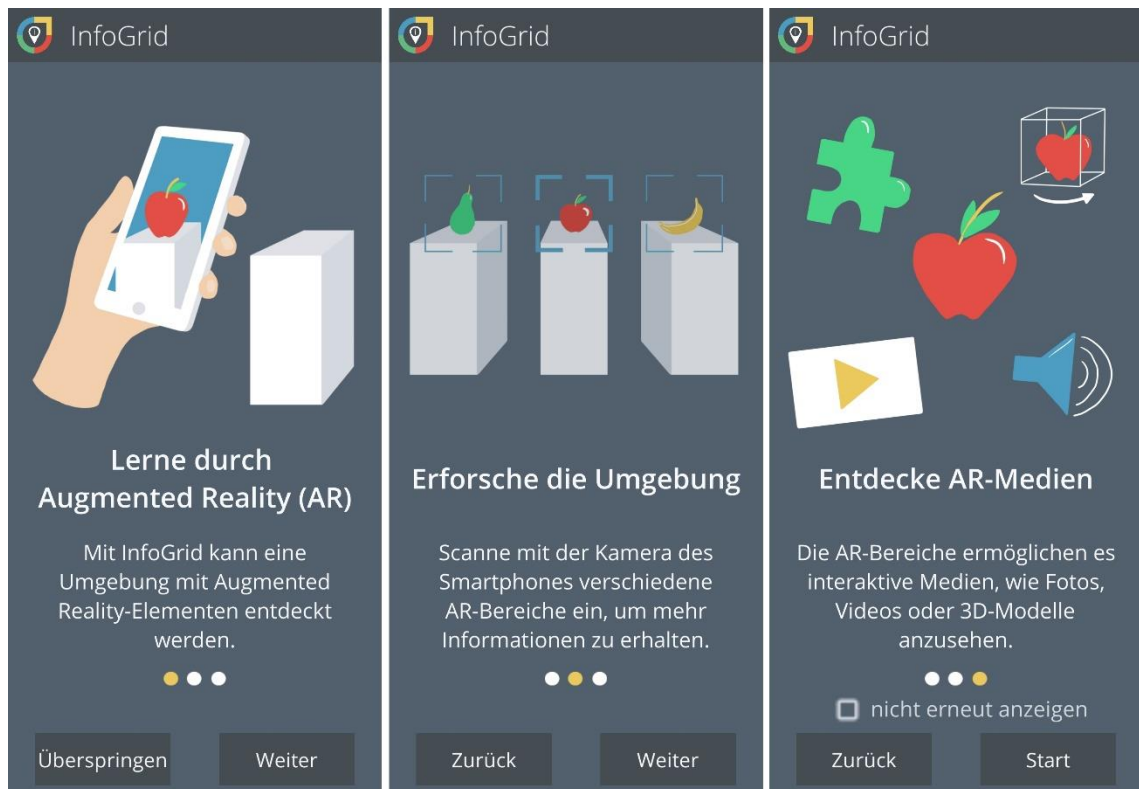 InfoGrid
Lerne durch
Augmented Reality (AR)
Mit InfoGrid kann eine
Umgebung mit Augmented
Reality-Elementen entdeckt
werden.
Überspringen
Weiter
InfoGrid
Erforsche die Umgebung
Scanne mit der Kamera des
Smartphones verschiedene
AR-Bereiche ein, um mehr
Informationen zu erhalten.
Zurück
Weiter
InfoGrid
Entdecke AR-Medien
Die AR-Bereiche ermöglichen es
interaktive Medien, wie Fotos,
Videos oder 3D-Modelle
anzusehen.
nicht erneut anzeigen
Zurück
Start